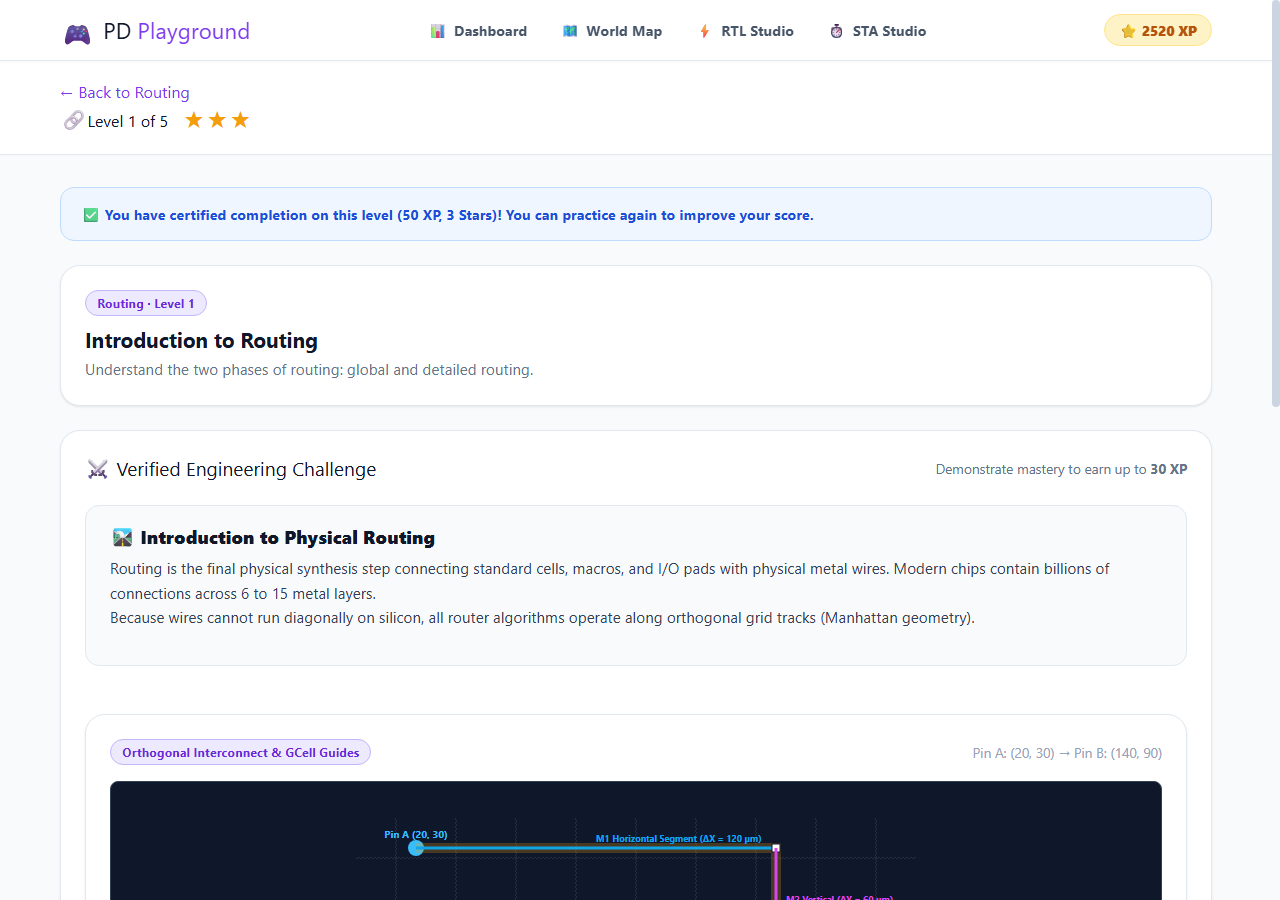 PD Playground
Dashboard
World Map
RTL Studio
STA Studio
2520 XP
← Back to Routing
Level 1 of 5
You have certified completion on this level (50 XP, 3 Stars)! You can practice again to improve your score.
Routing · Level 1
Introduction to Routing
Understand the two phases of routing: global and detailed routing.
Verified Engineering Challenge
Demonstrate mastery to earn up to 30 XP
Introduction to Physical Routing
Routing is the final physical synthesis step connecting standard cells, macros, and I/O pads with physical metal wires. Modern chips contain billions of
connections across 6 to 15 metal layers.
Because wires cannot run diagonally on silicon, all router algorithms operate along orthogonal grid tracks (Manhattan geometry).
Orthogonal Interconnect & GCell Guides
Pin A: (20, 30) → Pin B: (140, 90)
Pin A (20, 30)
M1 Horizontal Segment (ΔX = 120 µm)